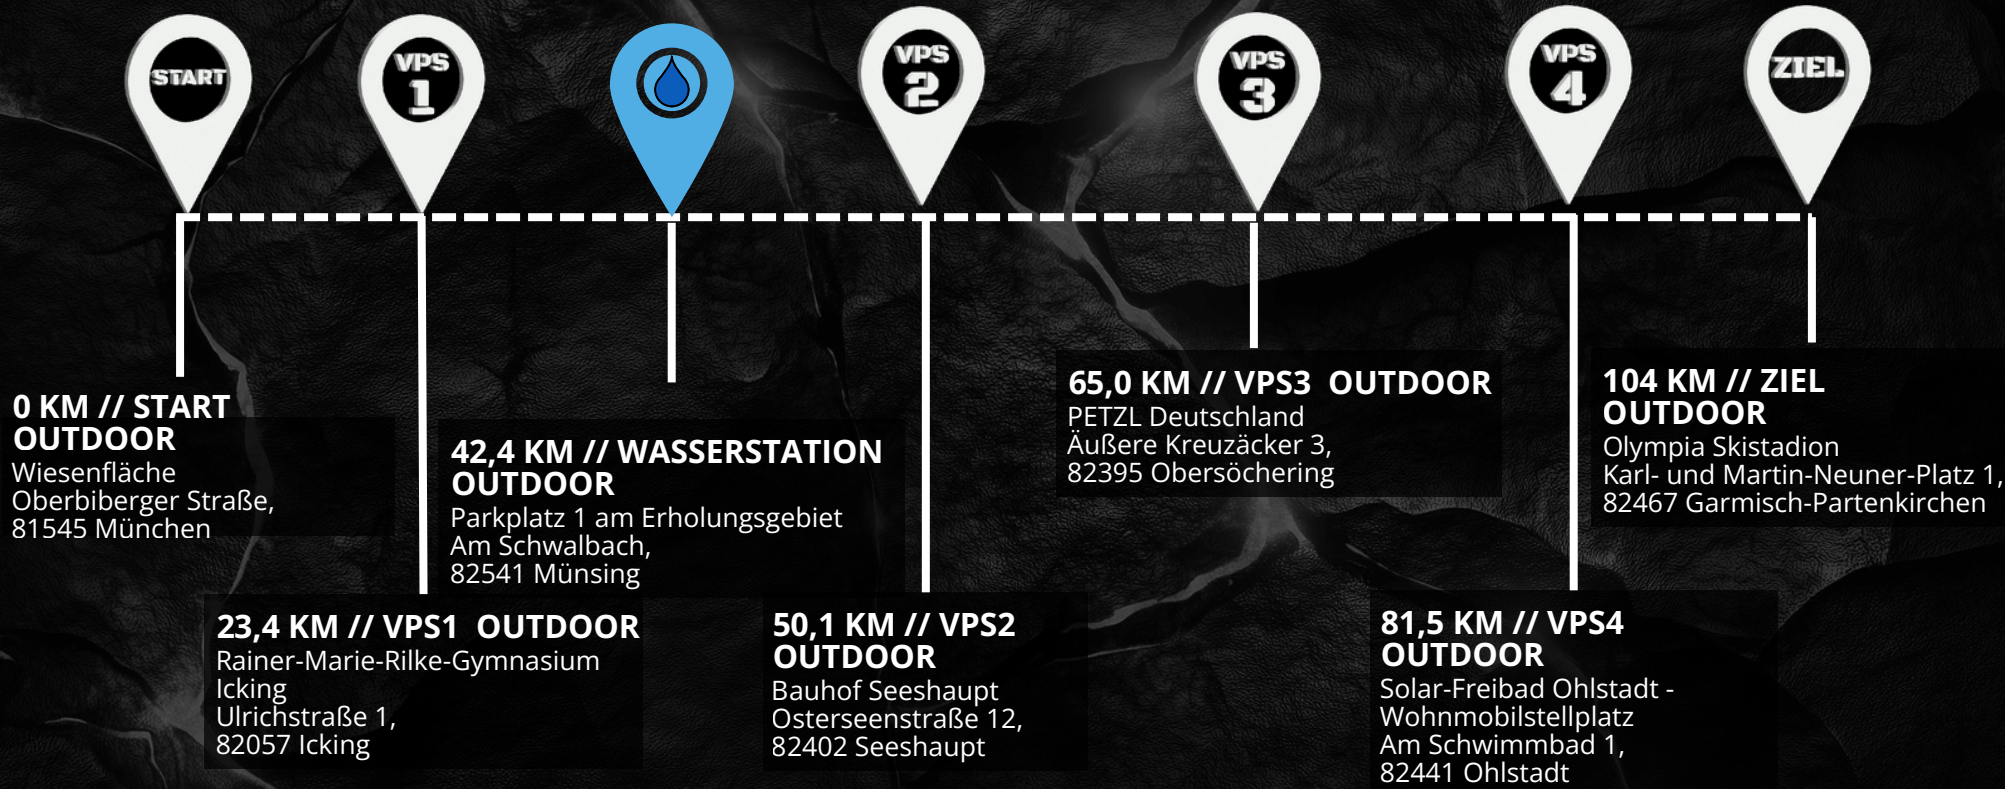 START
VPS
1
VPS
2
VPS
3
VPS
4
ZIEL
0 KM // START
OUTDOOR
Wiesenfläche
Oberbiberger Straße,
81545 München
23,4 KM // VPS1 OUTDOOR
Rainer-Marie-Rilke-Gymnasium
Icking
Ulrichstraße 1,
82057 Icking
42,4 KM // WASSERSTATION
OUTDOOR
Parkplatz 1 am Erholungsgebiet
Am Schwalbach,
82541 Münsing
50,1 KM // VPS2
OUTDOOR
Bauhof Seeshaupt
Osterseenstraße 12,
82402 Seeshaupt
65,0 KM // VPS3 OUTDOOR
PETZL Deutschland
Äußere Kreuzäcker 3,
82395 Obersöchering
81,5 KM // VPS4
OUTDOOR
Solar-Freibad Ohlstadt -
Wohnmobilstellplatz
Am Schwimmbad 1,
82441 Ohlstadt
104 KM // ZIEL
OUTDOOR
Olympia Skistadion
Karl- und Martin-Neuner-Platz 1,
82467 Garmisch-Partenkirchen